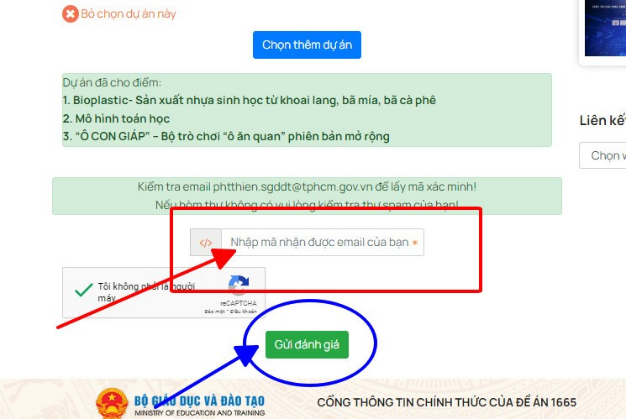 Bỏ chọn dự án này
Chọn thêm dự án
Dự án đã cho điểm:
1. Bioplastic- Sản xuất nhựa sinh học từ khoai lang, bã mía, bã cà phê
2. Mô hình toán học
3. “Ô CON GIÁP” – Bộ trò chơi “ô ăn quan” phiên bản mở rộng
Liên kế
Chọn w
Kiểm tra email phtthien.sgddt@tphcm.gov.vn để lấy mã xác minh!
Nếu hòm thư không có vui lòng kiểm tra thư spam của bạn!
</> Nhập mã nhận được email của bạn *
Tôi không phải là người
máy
reCAPTCHA
Bảo mật - Điều khoản
Gửi đánh giá
BỘ GIÁO DỤC VÀ ĐÀO TẠO
MINISTRY OF EDUCATION AND TRAINING
CỔNG THÔNG TIN CHÍNH THỨC CỦA ĐỀ ÁN 1665